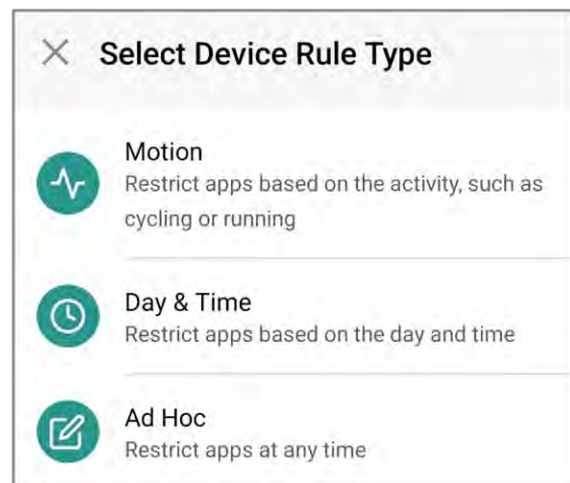 Select Device Rule Type
Motion
Restrict apps based on the activity, such as
cycling or running
Day & Time
Restrict apps based on the day and time
Ad Hoc
Restrict apps at any time